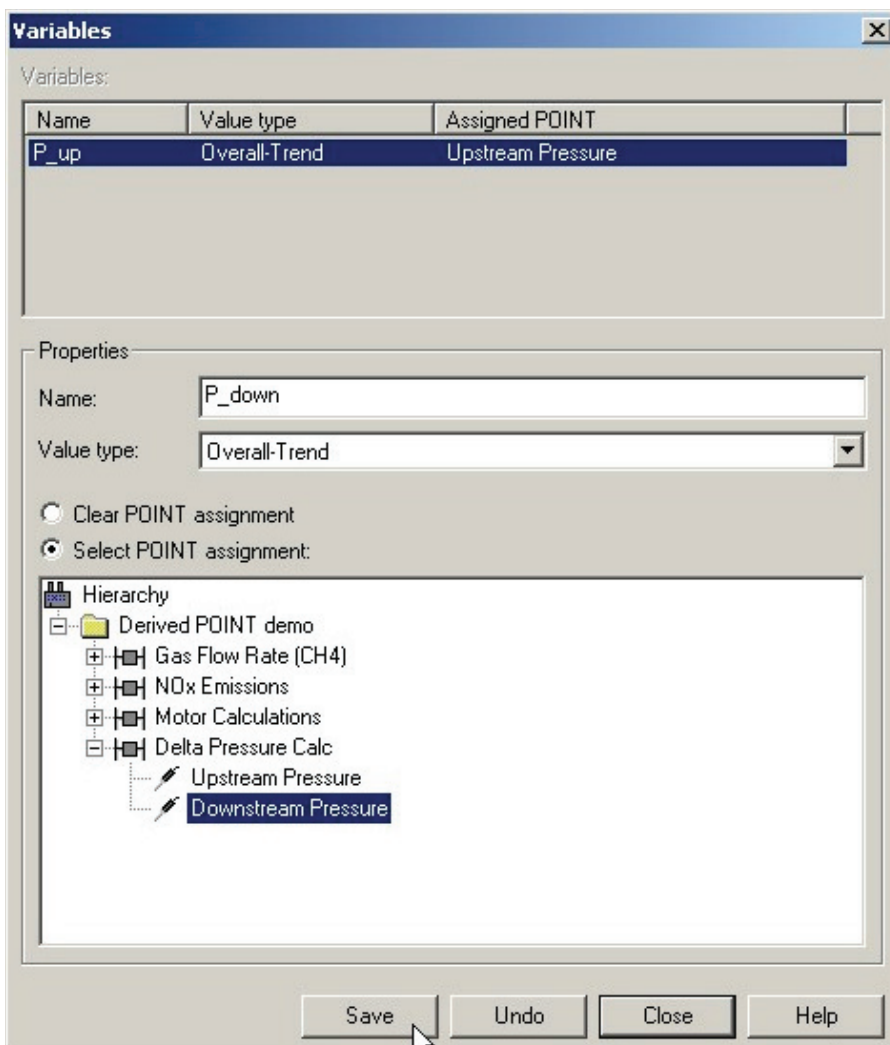 Variables
Variables:
Name Value type Assigned POINT
P_up Overall-Trend Upstream Pressure
Properties
Name: P_down
Value type: Overall-Trend
Clear POINT assignment
Select POINT assignment:
Hierarchy
Derived POINT demo
Gas Flow Rate (CH4)
NOx Emissions
Motor Calculations
Delta Pressure Calc
Upstream Pressure
Downstream Pressure
Save Undo Close Help